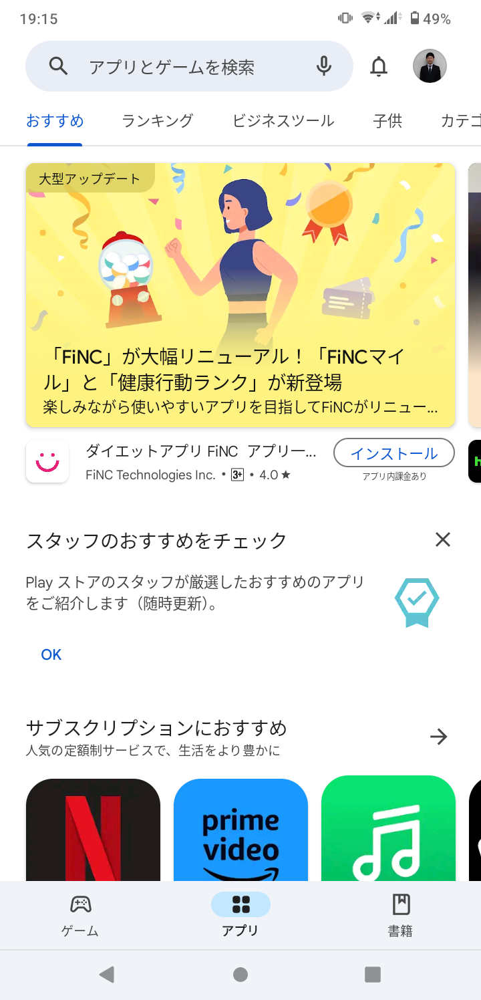 19:15
49%
アプリとゲームを検索
おすすめ
ランキング
ビジネスツール
子供
カテゴ
大型アップデート
「FiNC」が大幅リニューアル！「FiNCマイ
ル」と「健康行動ランク」が新登場
楽しみながら使いやすいアプリを目指してFiNCがリニュー...
ダイエットアプリ FiNC アプリ一...
インストール
FiNC Technologies Inc. • 3+ • 4.0 ★
アプリ内課金あり
スタッフのおすすめをチェック
Play ストアのスタッフが厳選したおすすめのアプリ
をご紹介します（随時更新）。
OK
サブスクリプションにおすすめ
人気の定額制サービスで、生活をより豊かに
N
prime
video
ゲーム
アプリ
書籍